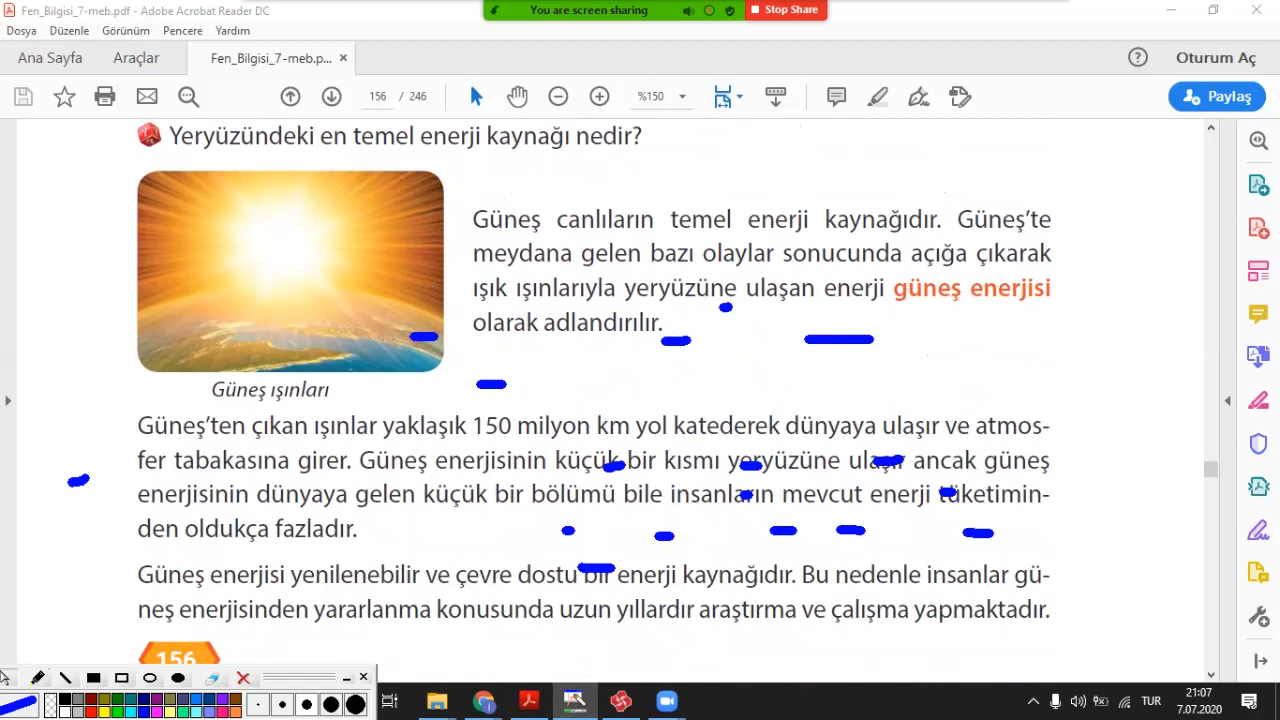 Fen_Bilgisi_7-meb.pdf - Adobe Acrobat Reader DC
You are screen sharing
Stop Share
Dosya Düzenle Görünüm Pencere Yardım
Ana Sayfa Araçlar Fen_Bilgisi_7-meb.p... Oturum Aç
156 / 246 %150 Paylaş
Yeryüzündeki en temel enerji kaynağı nedir?
Güneş canlıların temel enerji kaynağıdır. Güneş’te
meydana gelen bazı olaylar sonucunda açığa çıkarak
ışık ışınlarıyla yeryüzüne ulaşan enerji güneş enerjisi
olarak adlandırılır.
Güneş ışınları
Güneş’ten çıkan ışınlar yaklaşık 150 milyon km yol katederek dünyaya ulaşır ve atmos-
fer tabakasına girer. Güneş enerjisinin küçük bir kısmı yeryüzüne ulaşır ancak güneş
enerjisinin dünyaya gelen küçük bir bölümü bile insanların mevcut enerji tüketimin-
den oldukça fazladır.
Güneş enerjisi yenilenebilir ve çevre dostu bir enerji kaynağıdır. Bu nedenle insanlar gü-
neş enerjisinden yararlanma konusunda uzun yıllardır araştırma ve çalışma yapmaktadır.
156
TUR
21:07
7.07.2020